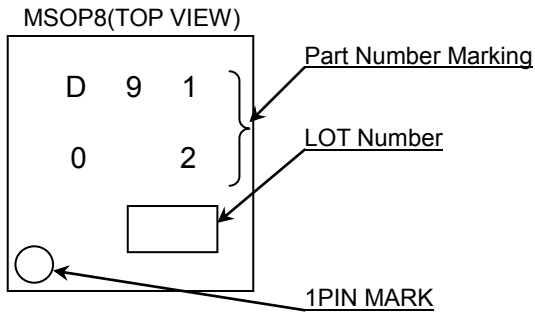 MSOP8(TOP VIEW)
Part Number Marking
D 9 1
LOT Number
0 2
1PIN MARK